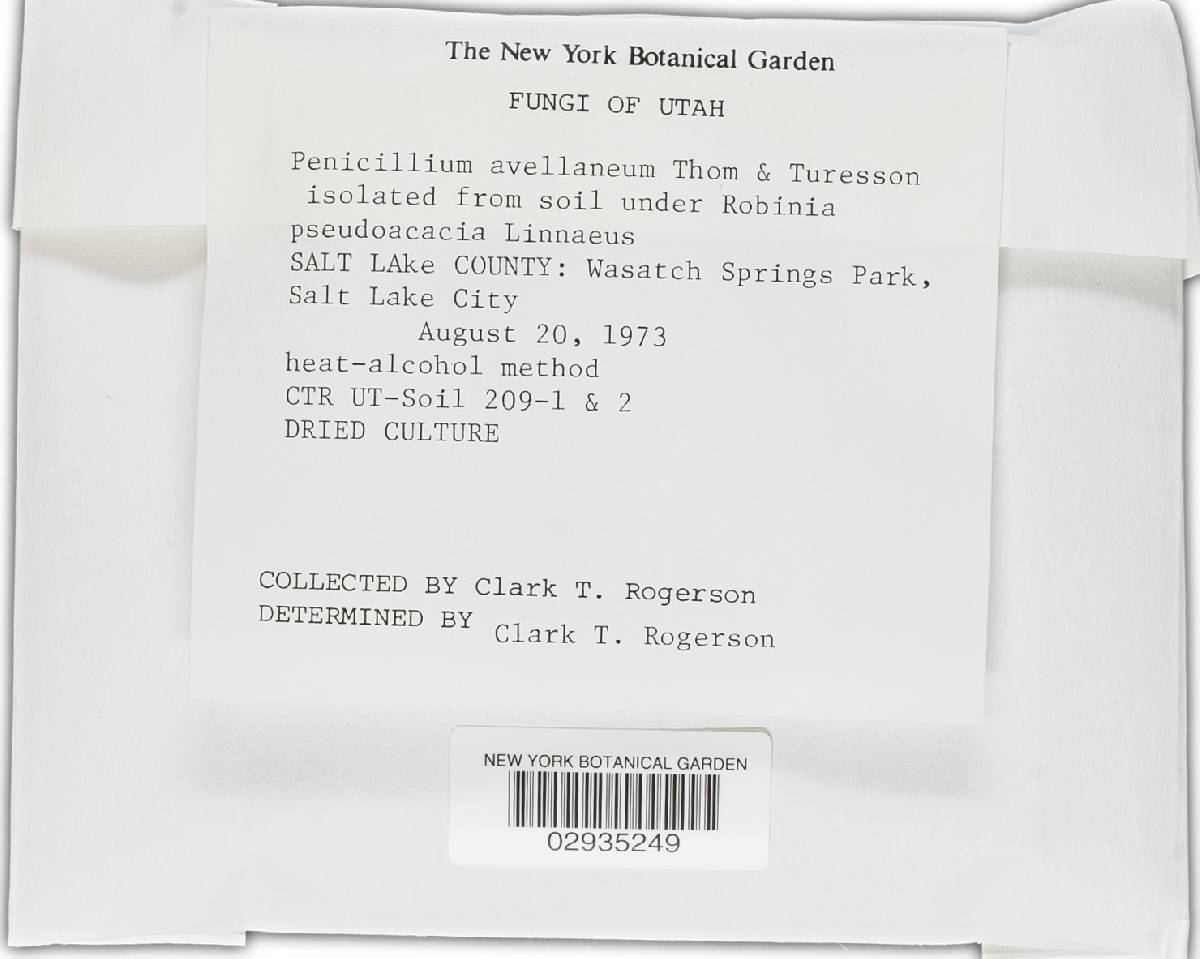 The New York Botanical Garden
FUNGI OF UTAH
Penicillium avellaneum Thom & Turesson
isolated from soil under Robinia
pseudoacacia Linnaeus
SALT LAke COUNTY: Wasatch Springs Park,
Salt Lake City
August 20, 1973
heat-alcohol method
CTR UT-Soil 209-1 & 2
DRIED CULTURE
COLLECTED BY Clark T. Rogerson
DETERMINED BY Clark T. Rogerson
NEW YORK BOTANICAL GARDEN
02935249